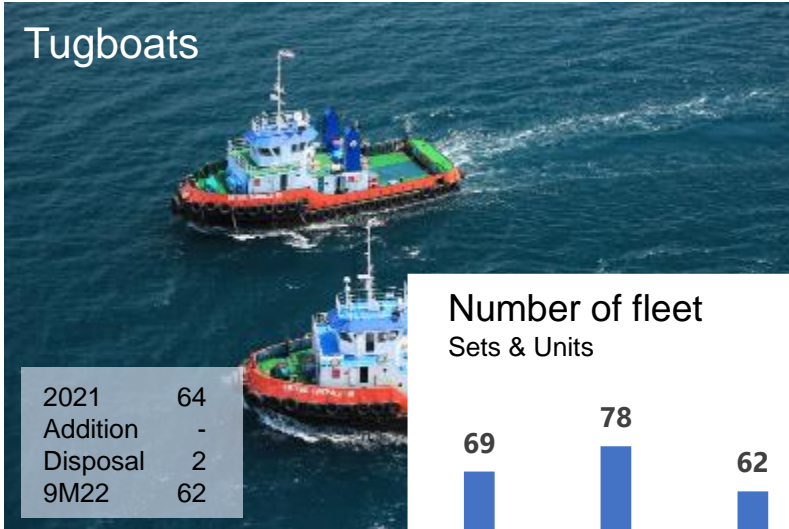 Tugboats
Number of fleet
Sets & Units
2021 64
Addition -
Disposal 2
9M22 62
69
78
62